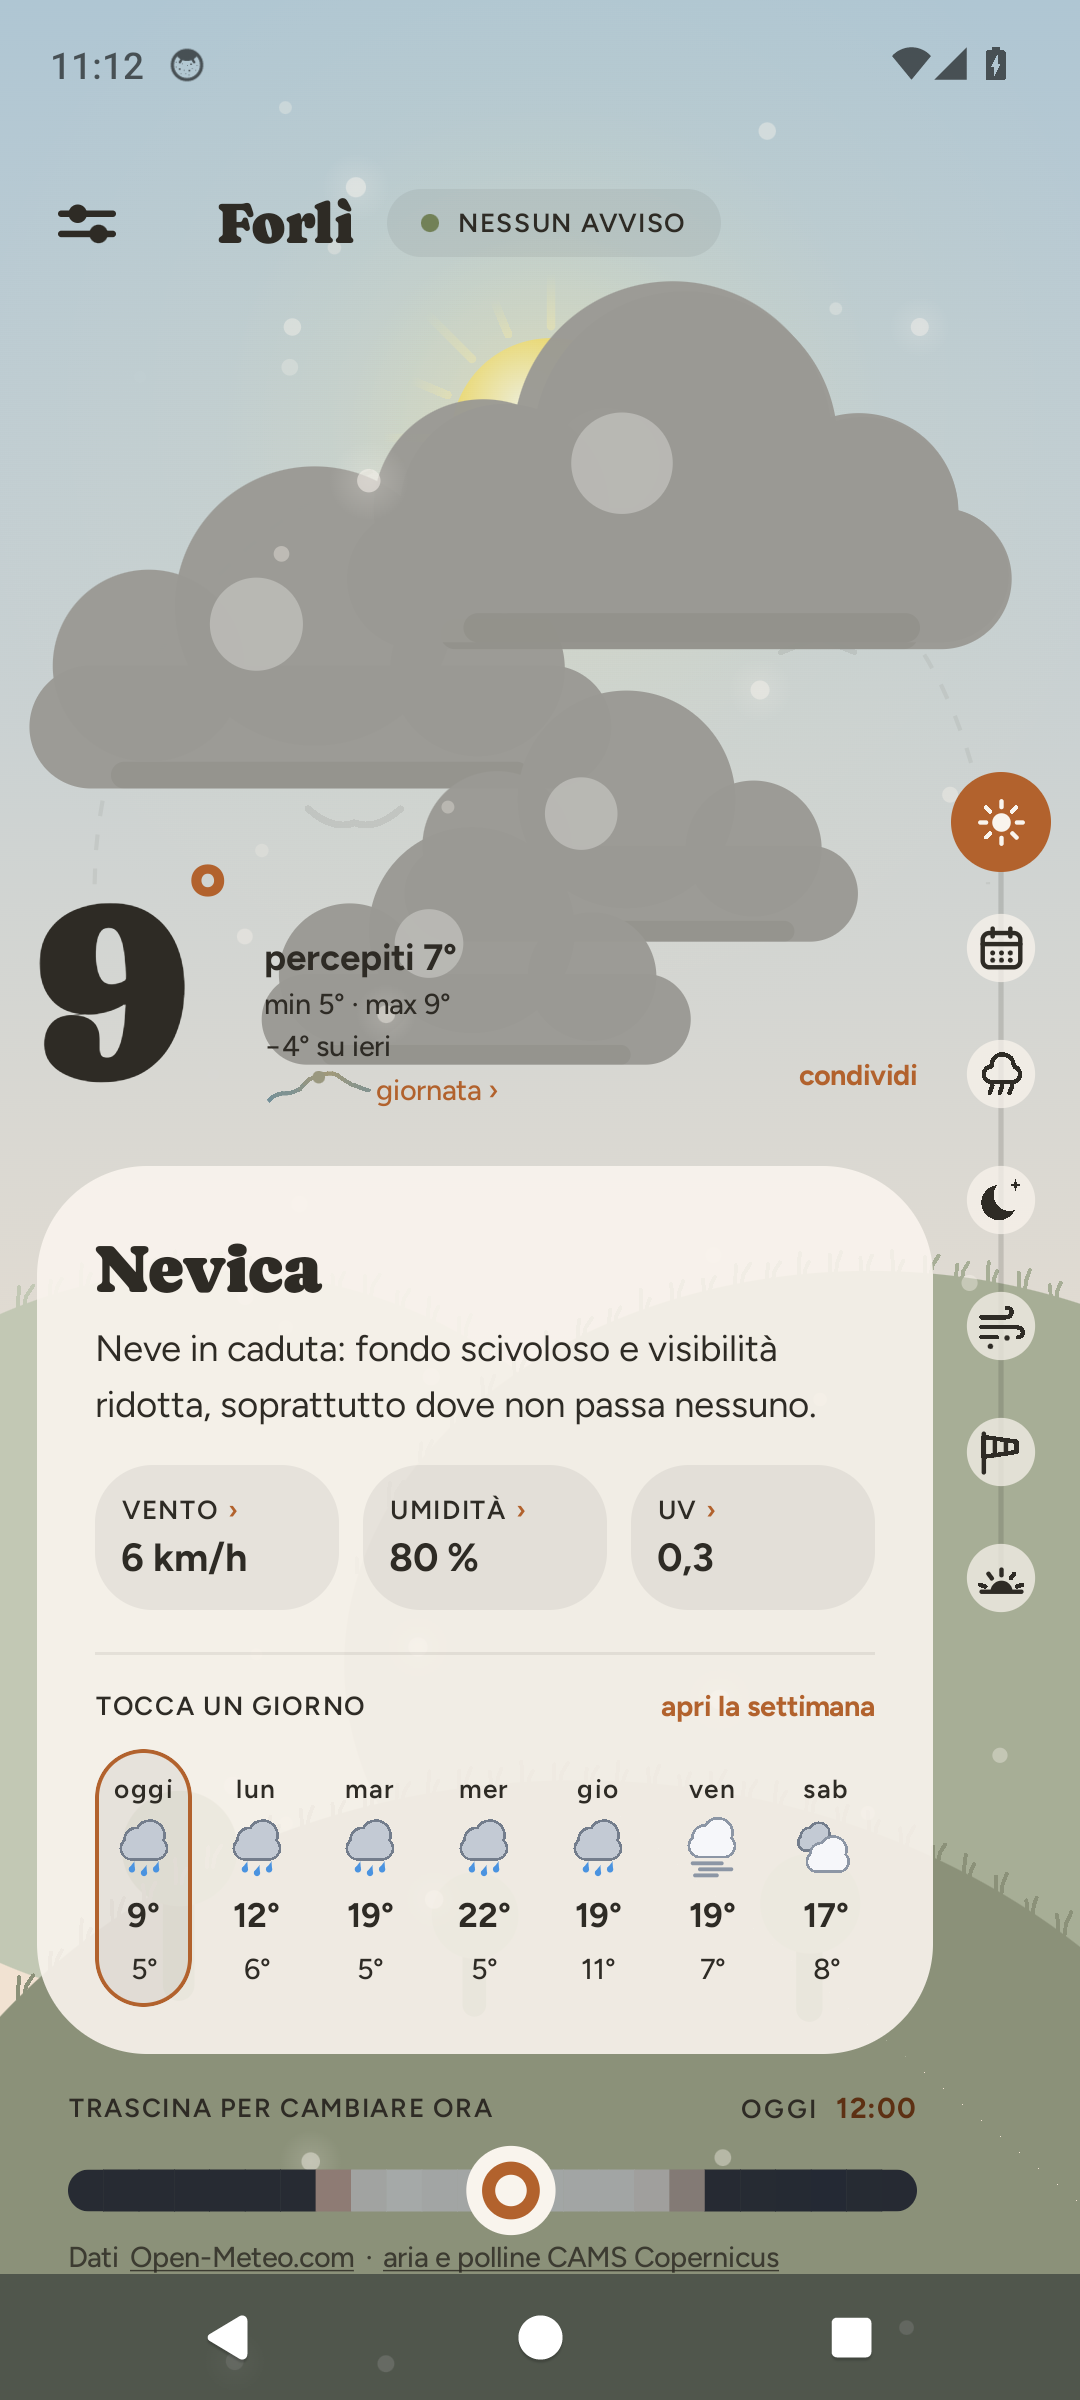 11:12
Forlì
NESSUN AVVISO
9°
percepiti 7°
min 5° · max 9°
−4° su ieri
giornata ›
condividi
Nevica
Neve in caduta: fondo scivoloso e visibilità
ridotta, soprattutto dove non passa nessuno.
VENTO › UMIDITÀ › UV ›
6 km/h 80 % 0,3
TOCCA UN GIORNO apri la settimana
oggi lun mar mer gio ven sab
9° 12° 19° 22° 19° 19° 17°
5° 6° 5° 5° 11° 7° 8°
TRASCINA PER CAMBIARE ORA OGGI 12:00
Dati Open-Meteo.com · aria e polline CAMS Copernicus